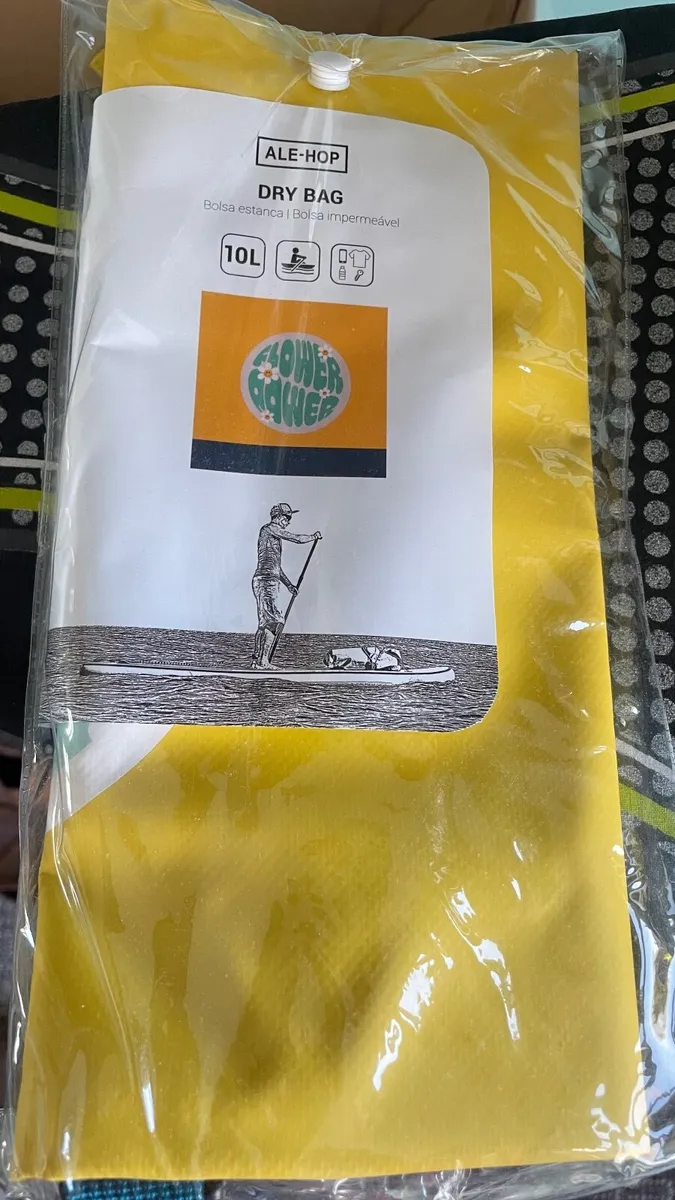 ALE-HOP
DRY BAG
Bolsa estanca | Bolsa impermeável
10L
FLOWER
POWER